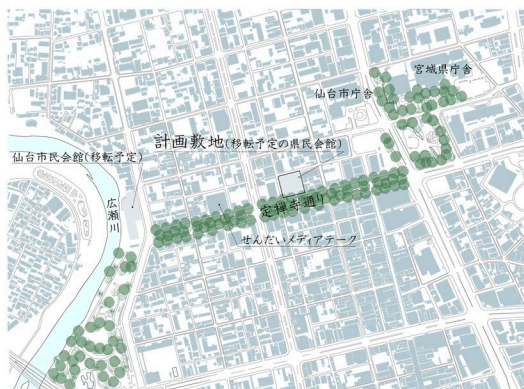 宮城県庁舎
仙台市庁舎
計画敷地(移転予定の県民会館)
仙台市民会館(移転予定)
広瀬川
定禅寺通り
せんだいメディアテーク